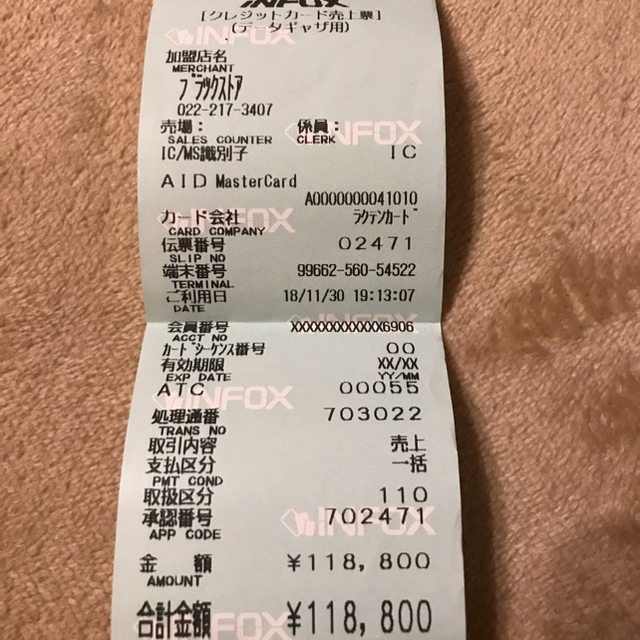 INFOX
[クレジットカード売上票]
(データギャザ用)
加盟店名
MERCHANT
ブラックストア
022-217-3407
売場： 係員：
SALES COUNTER CLERK
IC/MS識別子 IC
AID MasterCard
A0000000041010
カード会社 ラクテンカード
CARD COMPANY
伝票番号 02471
SLIP NO
端末番号 99662-560-54522
TERMINAL
ご利用日 18/11/30 19:13:07
DATE
会員番号 XXXXXXXXXXXX6906
ACCT NO
カードシーケンス番号 00
有効期限 XX/XX
EXP DATE YY/MM
ATC 00055
処理通番 703022
TRANS NO
取引内容 売上
支払区分 一括
PMT COND
取扱区分 110
承認番号 702471
APP CODE
金　額 ¥118,800
AMOUNT
合計金額 ¥118,800